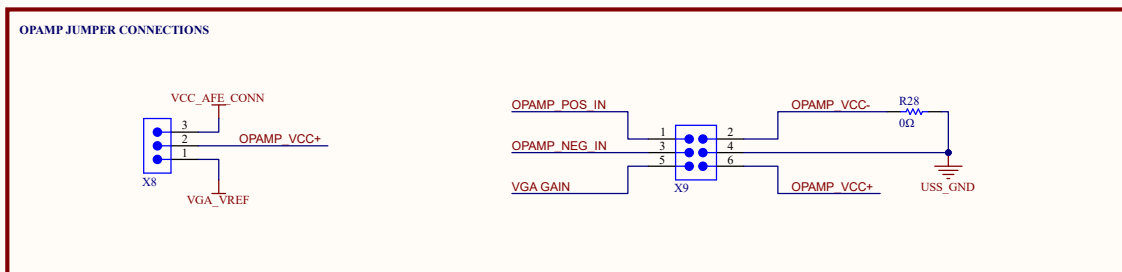 OPAMP JUMPER CONNECTIONS
VCC_AFE_CONN
3
2
1
OPAMP_VCC+
X8
VGA_VREF
OPAMP_POS_IN
OPAMP_NEG_IN
VGA GAIN
1
3
5
2
4
6
X9
OPAMP_VCC-
R28
0Ω
OPAMP_VCC+
USS_GND